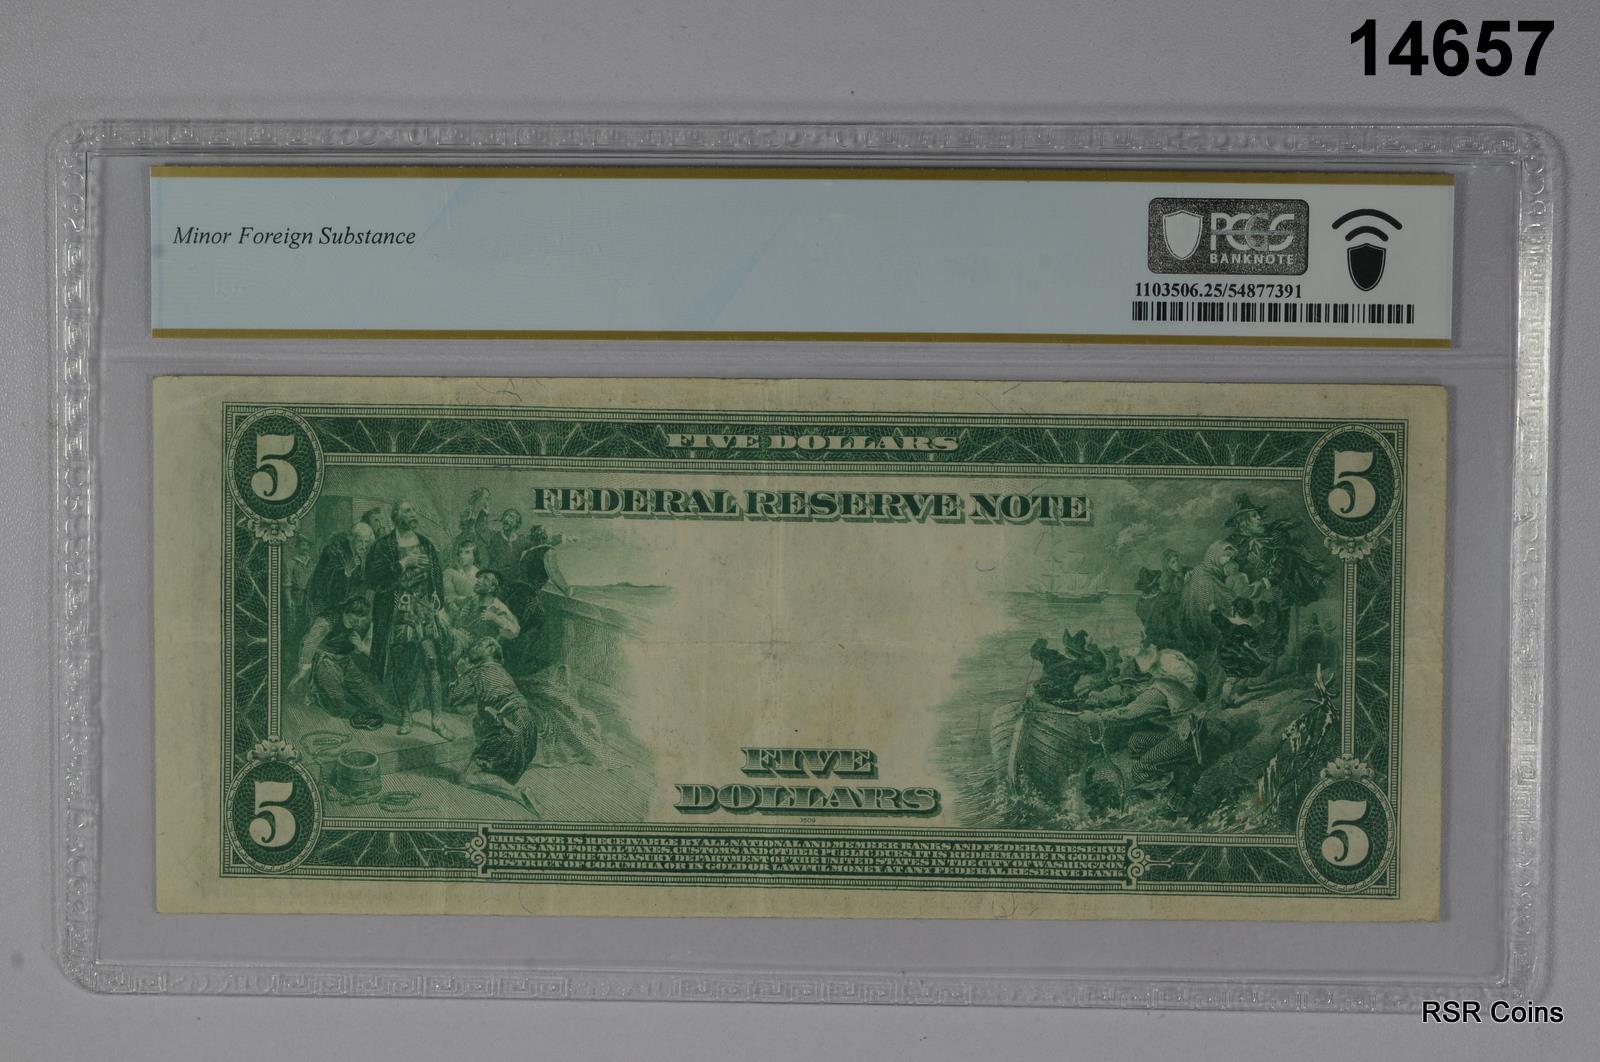 14657
Minor Foreign Substance
PCGS
BANKNOTE
1103506.25/54877391
5
FIVE DOLLARS
5
FEDERAL RESERVE NOTE
FIVE
DOLLARS
3509
5
5
THIS NOTE IS RECEIVABLE BY ALL NATIONAL AND MEMBER BANKS AND FEDERAL RESERVE
BANKS AND FOR ALL TAXES, CUSTOMS AND OTHER PUBLIC DUES. IT IS REDEEMABLE IN GOLD ON
DEMAND AT THE TREASURY DEPARTMENT OF THE UNITED STATES IN THE CITY OF WASHINGTON,
DISTRICT OF COLUMBIA OR IN GOLD OR LAWFUL MONEY AT ANY FEDERAL RESERVE BANK.
RSR Coins